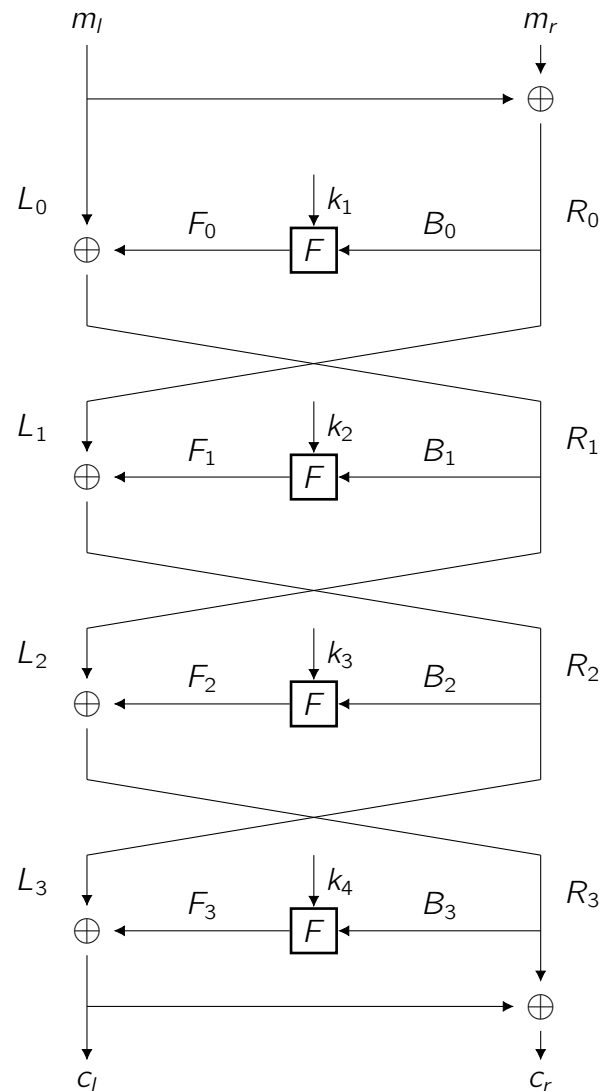 m_l m_r
L_0 k_1 R_0
F_0 F B_0
L_1 k_2 R_1
F_1 F B_1
L_2 k_3 R_2
F_2 F B_2
L_3 k_4 R_3
F_3 F B_3
c_l c_r